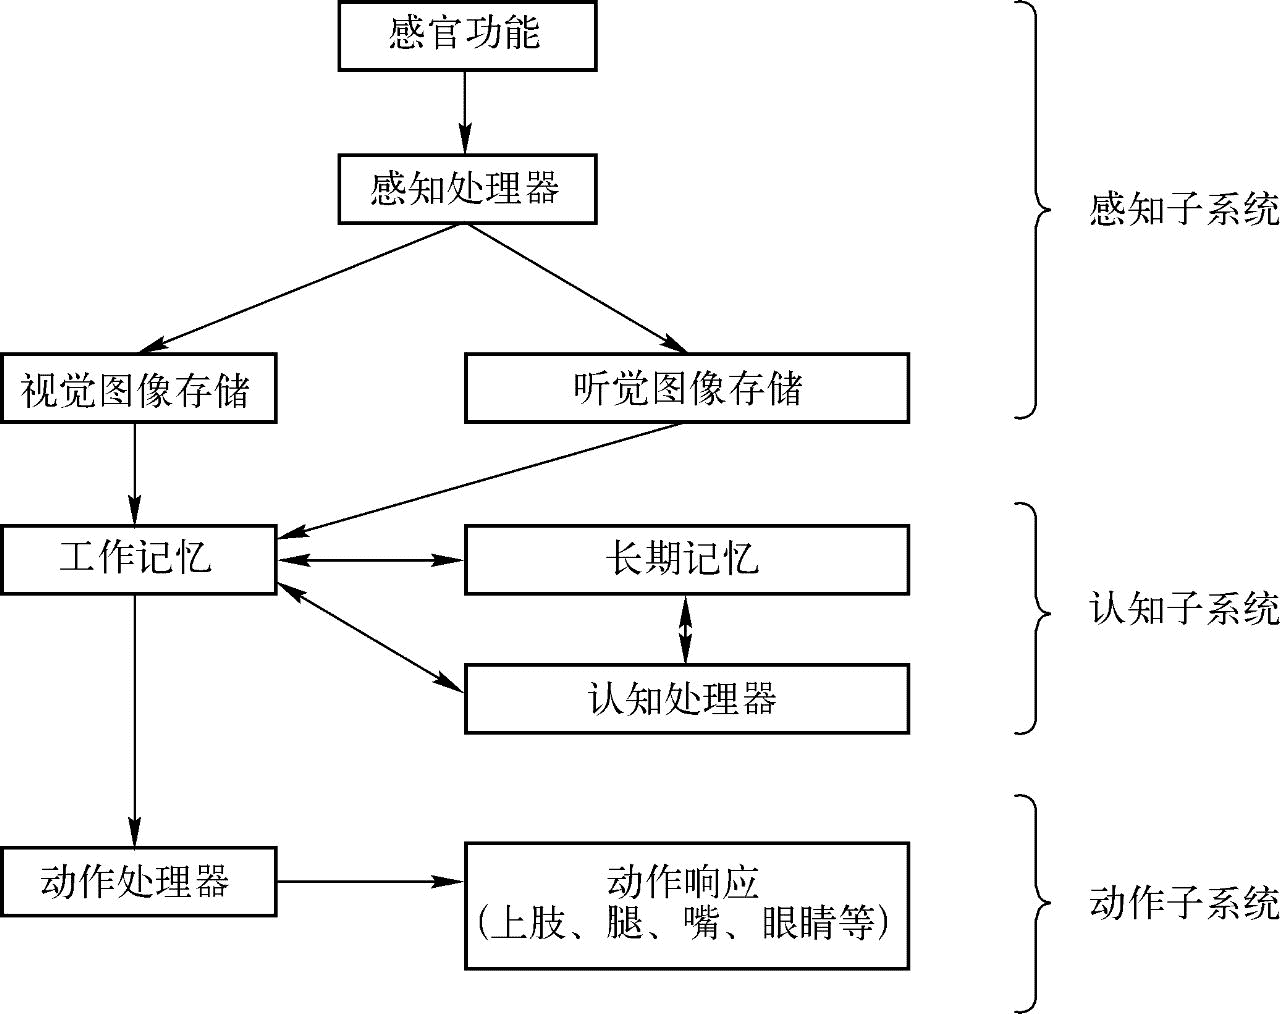 感官功能
感知处理器
感知子系统
视觉图像存储
听觉图像存储
工作记忆
长期记忆
认知子系统
认知处理器
动作处理器
动作响应
(上肢、腿、嘴、眼睛等)
动作子系统